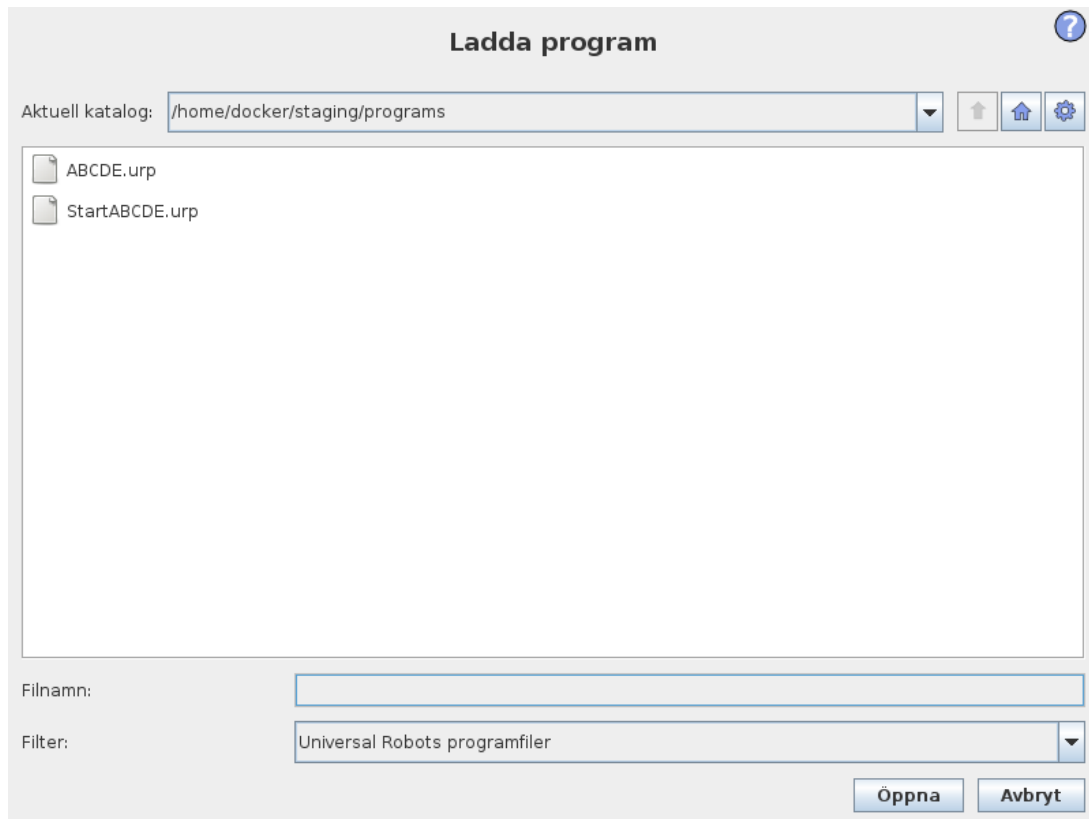 Ladda program
Aktuell katalog: /home/docker/staging/programs
ABCDE.urp
StartABCDE.urp
Filnamn:
Filter: Universal Robots programfiler
Öppna Avbryt